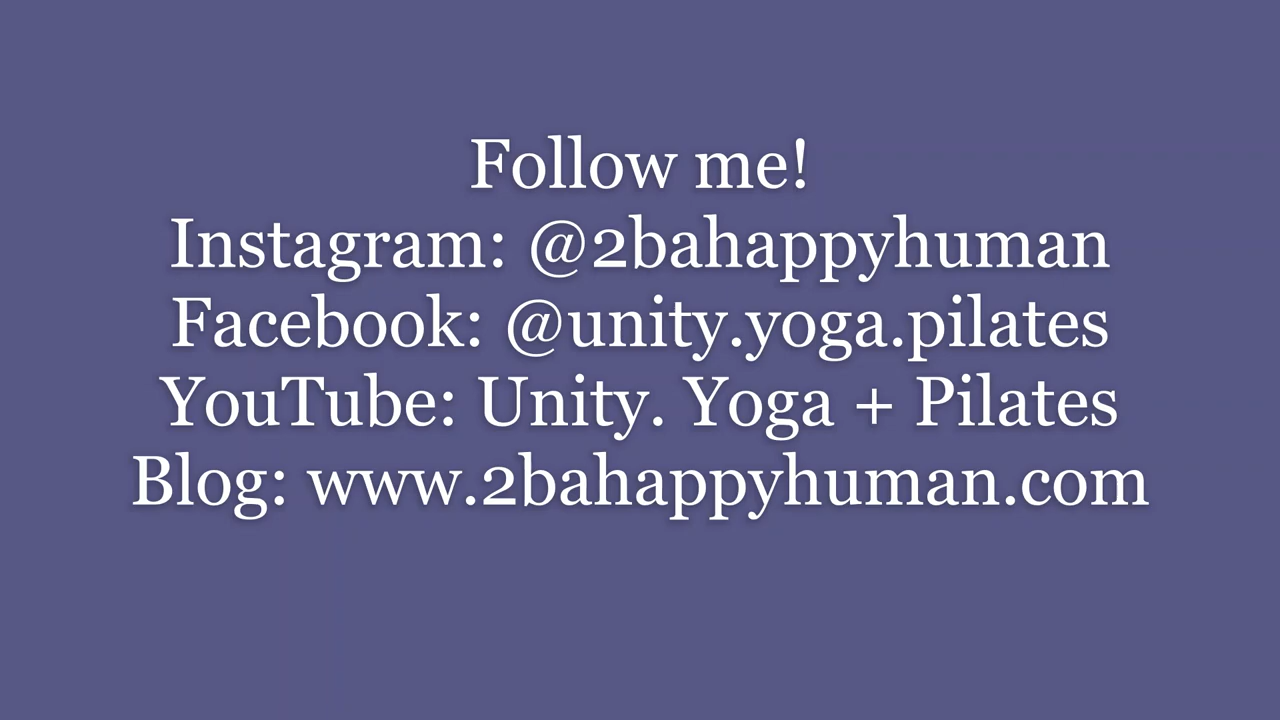 Follow me!
Instagram: @2bahappyhuman
Facebook: @unity.yoga.pilates
YouTube: Unity. Yoga + Pilates
Blog: www.2bahappyhuman.com